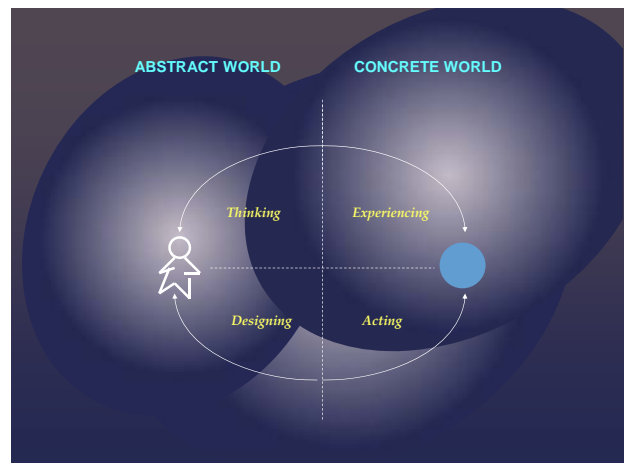 ABSTRACT WORLD
CONCRETE WORLD
Thinking
Experiencing
Designing
Acting